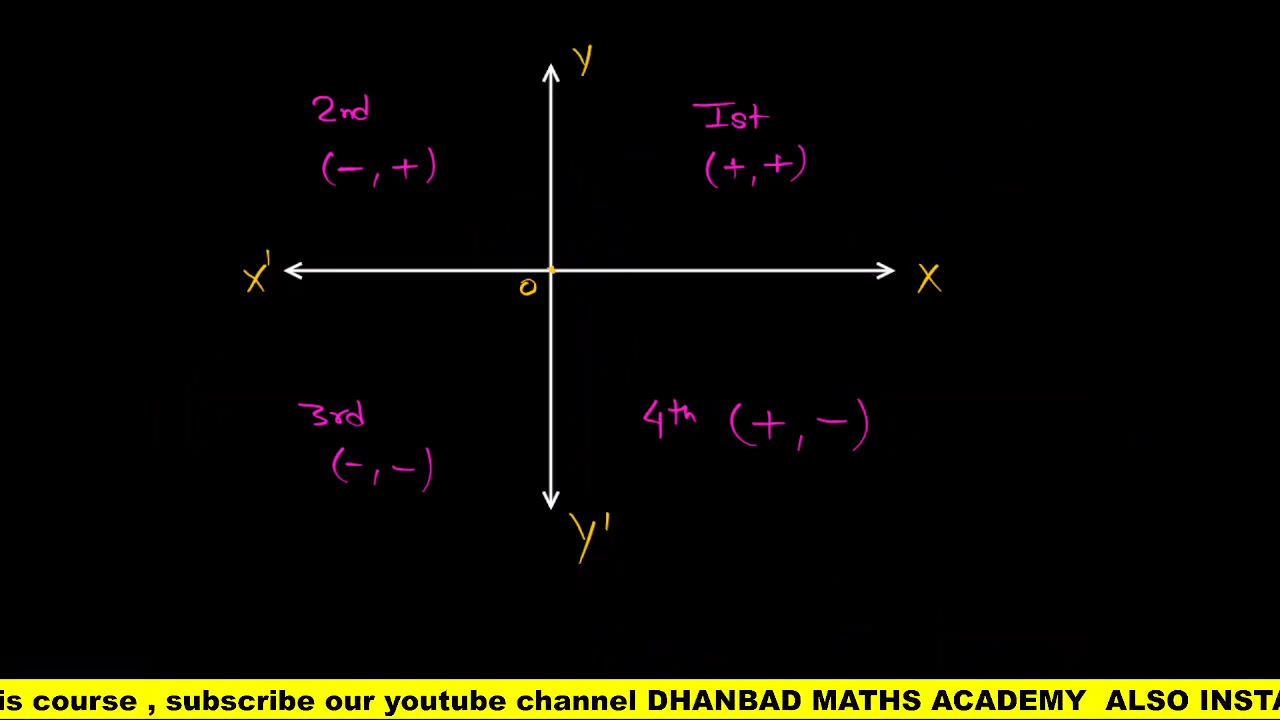 Y
2nd
Ist
(-, +)
(+, +)
X'
O
X
3rd
4th (+, -)
(-, -)
Y'
is course , subscribe our youtube channel DHANBAD MATHS ACADEMY ALSO INSTA